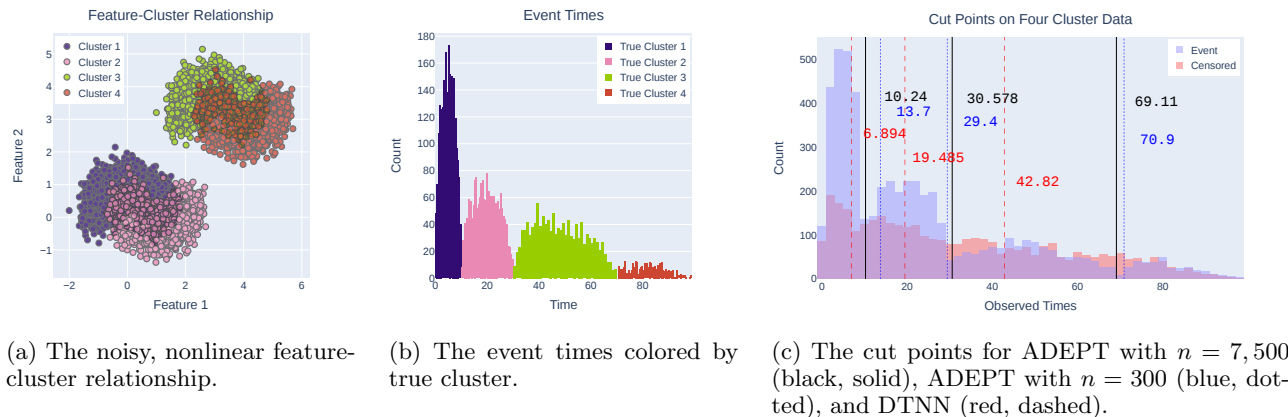 Feature-Cluster Relationship
Cluster 1
Cluster 2
Cluster 3
Cluster 4
5
4
3
2
1
0
−1
Feature 2
−2
0
2
4
6
Feature 1
Event Times
True Cluster 1
True Cluster 2
True Cluster 3
True Cluster 4
180
160
140
120
100
80
60
40
20
0
Count
0
20
40
60
80
Time
Cut Points on Four Cluster Data
Event
Censored
500
400
300
200
100
0
Count
10.24
13.7
6.894
19.485
30.578
29.4
42.82
69.11
70.9
0
20
40
60
80
Observed Times
(a) The noisy, nonlinear feature-
cluster relationship.
(b) The event times colored by
true cluster.
(c) The cut points for ADEPT with n = 7,500
(black, solid), ADEPT with n = 300 (blue, dot-
ted), and DTNN (red, dashed).